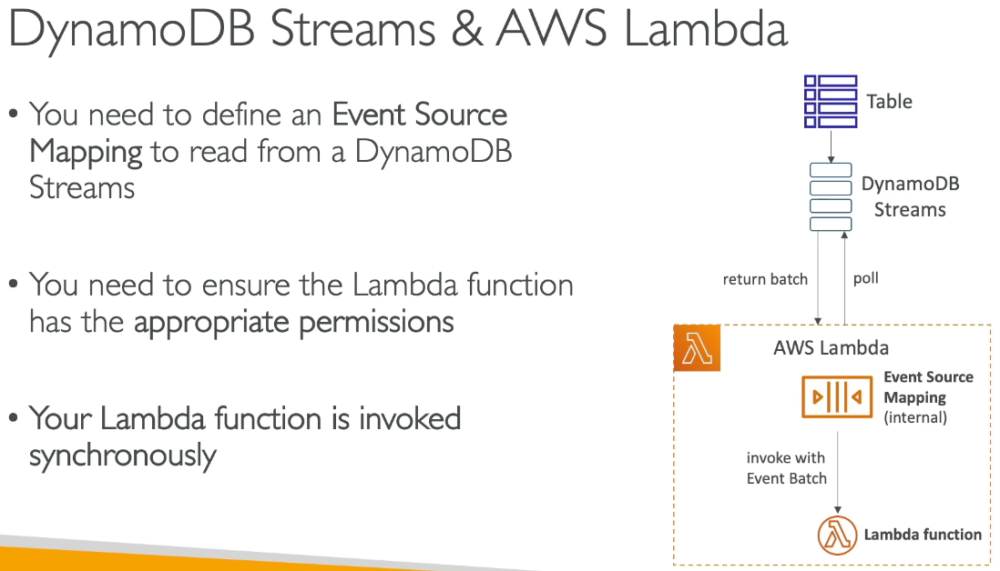 DynamoDB Streams & AWS Lambda
• You need to define an Event Source
Mapping to read from a DynamoDB
Streams
• You need to ensure the Lambda function
has the appropriate permissions
• Your Lambda function is invoked
synchronously
Table
DynamoDB
Streams
return batch
poll
AWS Lambda
Event Source
Mapping
(internal)
invoke with
Event Batch
Lambda function